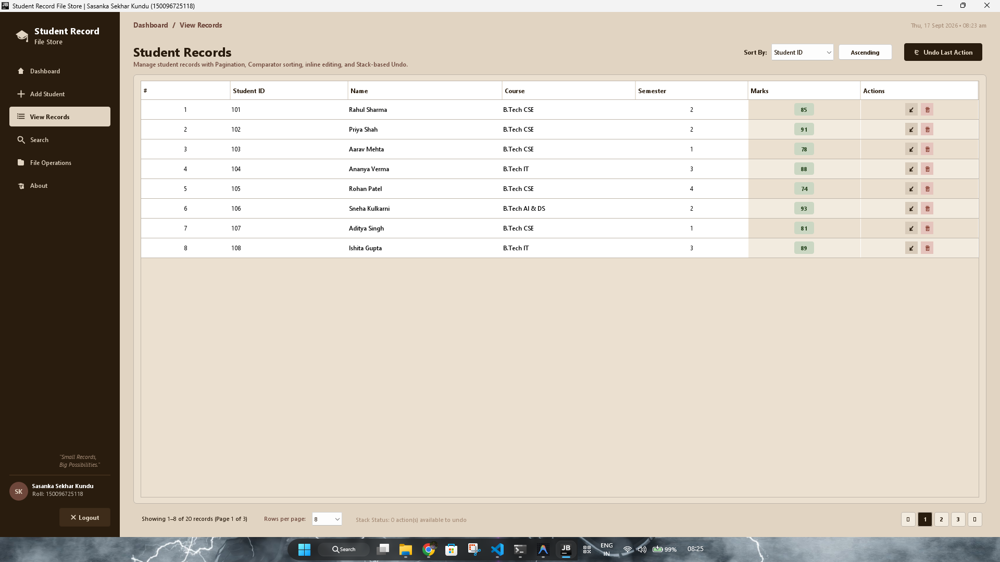 Student Record File Store | Sasanka Sekhar Kundu (150096725118)
Student Record
File Store
Dashboard
Add Student
View Records
Search
File Operations
About
"Small Records,
Big Possibilities."
SK
Sasanka Sekhar Kundu
Roll: 150096725118
Logout
Dashboard / View Records
Thu, 17 Sept 2026 • 08:23 am
Student Records
Manage student records with Pagination, Comparator sorting, inline editing, and Stack-based Undo.
Sort By: Student ID Ascending Undo Last Action
# Student ID Name Course Semester Marks Actions
1 101 Rahul Sharma B.Tech CSE 2 85
2 102 Priya Shah B.Tech CSE 2 91
3 103 Aarav Mehta B.Tech CSE 1 78
4 104 Ananya Verma B.Tech IT 3 88
5 105 Rohan Patel B.Tech CSE 4 74
6 106 Sneha Kulkarni B.Tech AI & DS 2 93
7 107 Aditya Singh B.Tech CSE 1 81
8 108 Ishita Gupta B.Tech IT 3 89
Showing 1–8 of 20 records (Page 1 of 3) Rows per page: 8 Stack Status: 0 action(s) available to undo
1 2 3
Search
JB
ENG
IN
99%
08:25